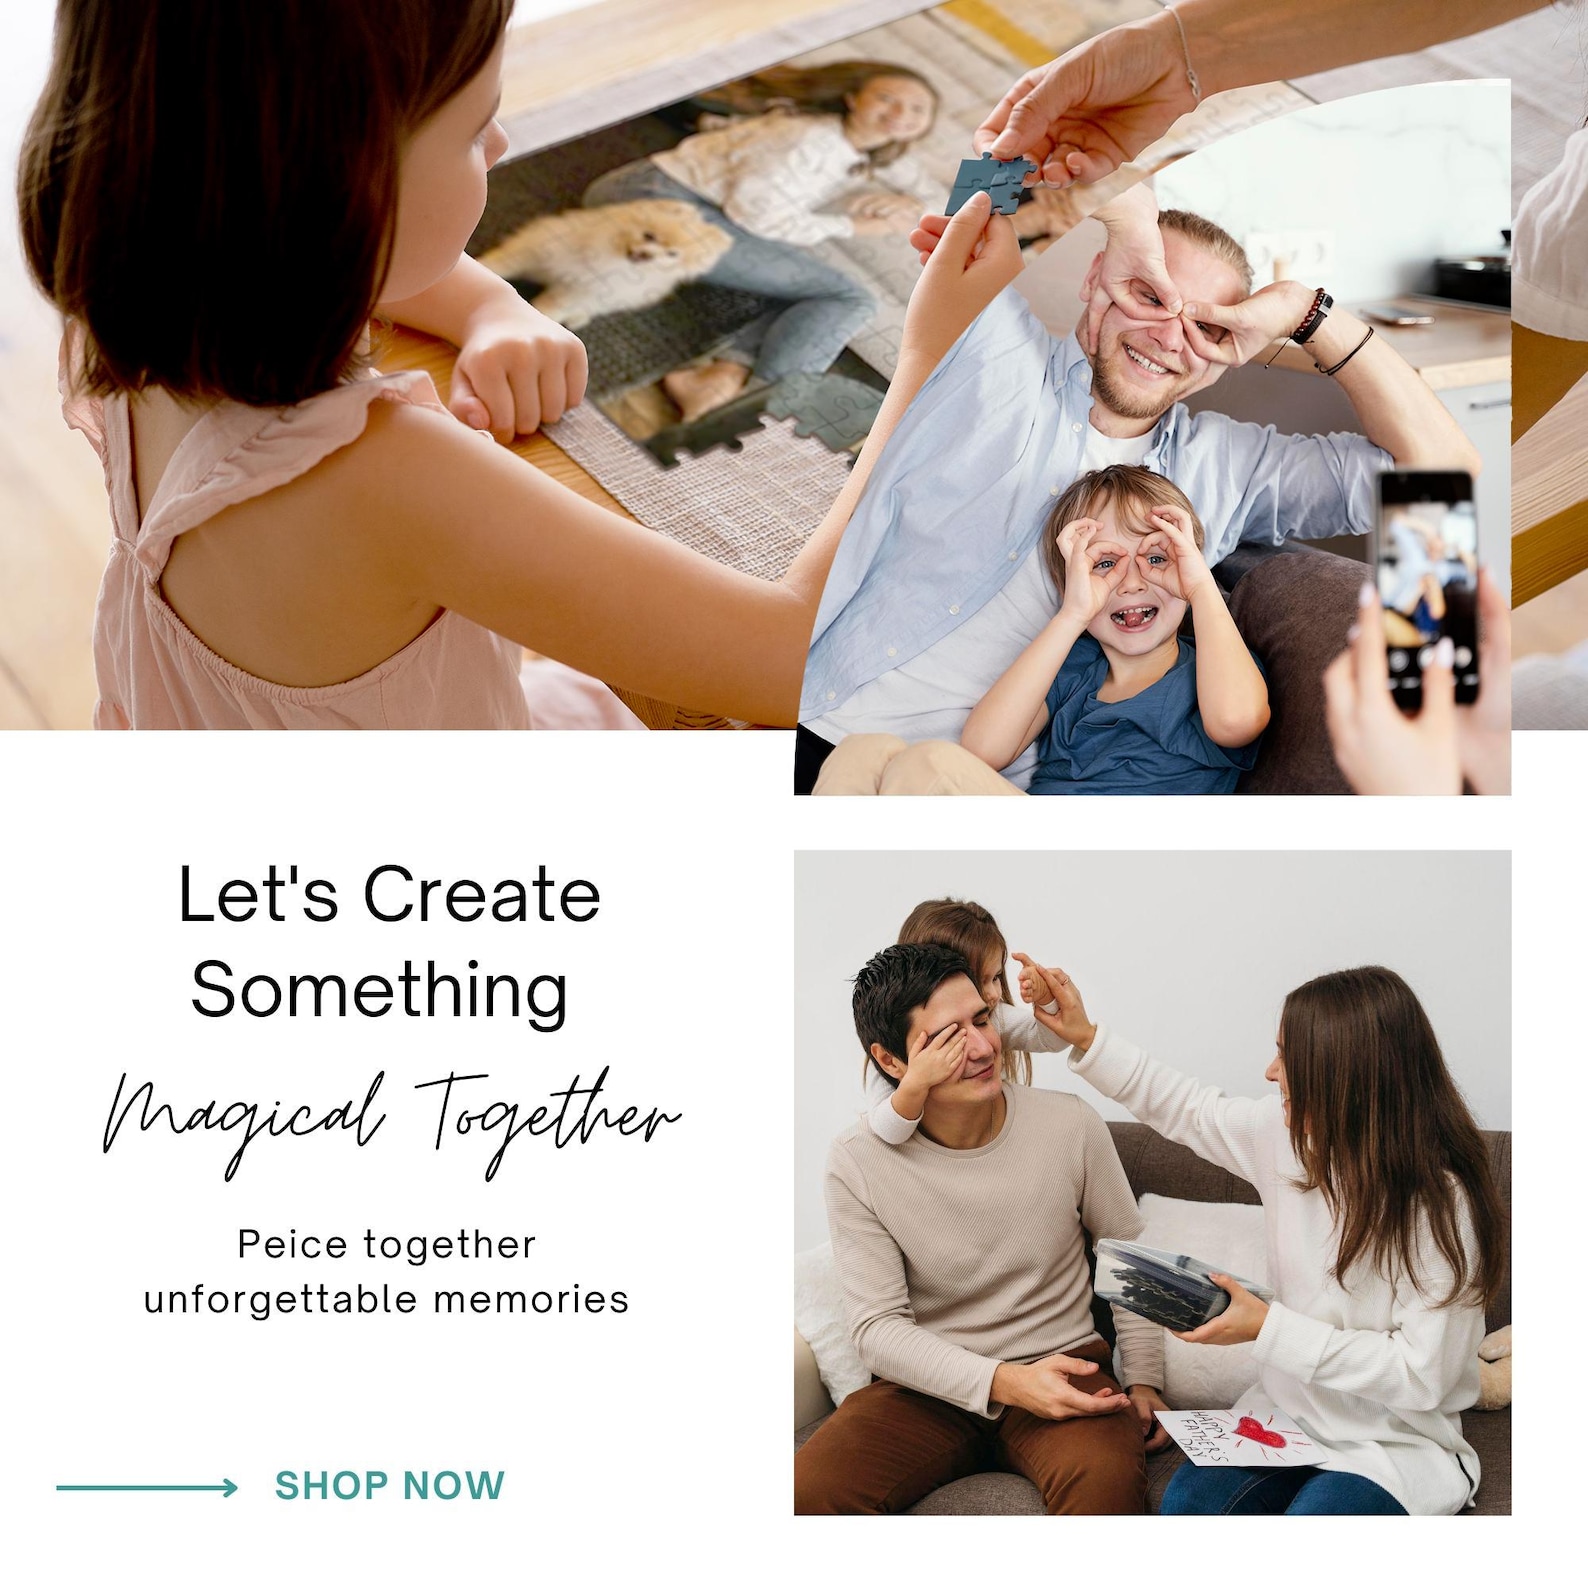 Let's Create
Something
Magical Together
Peice together
unforgettable memories
SHOP NOW
HAPPY
FATHER'S
DAY